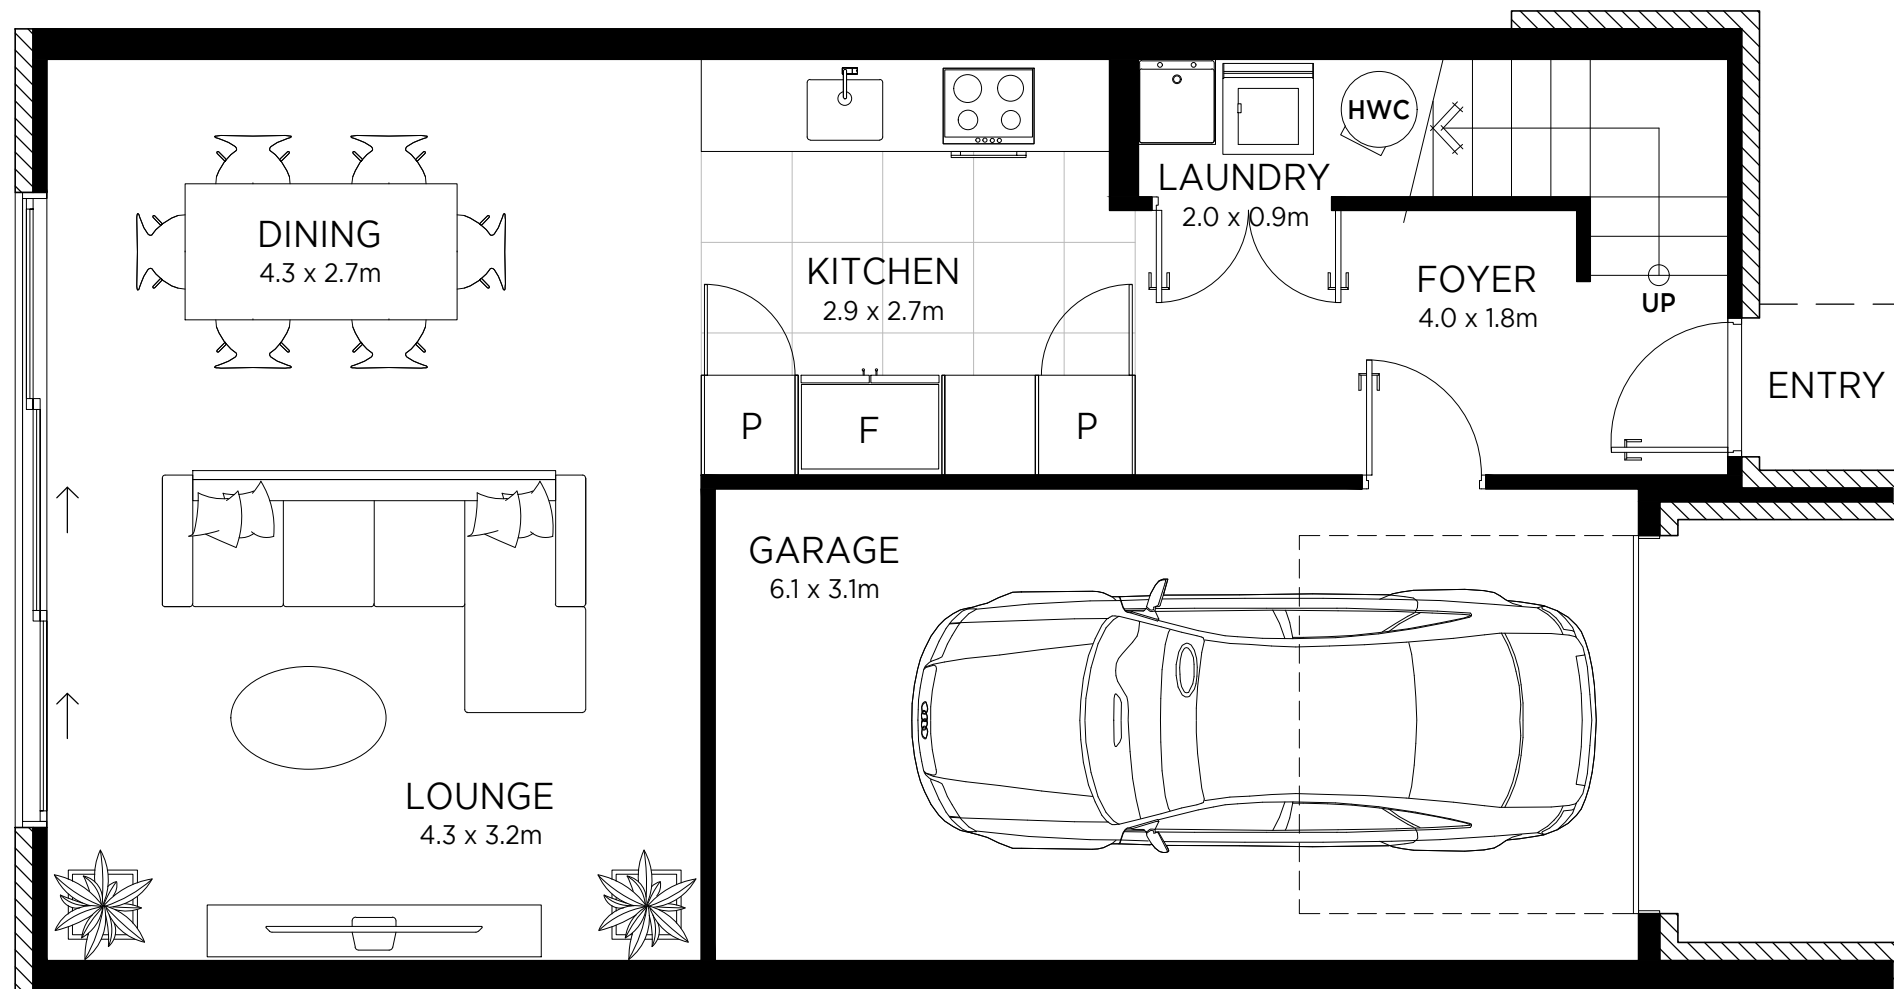 HWC
LAUNDRY
2.0 x 0.9m
DINING
4.3 x 2.7m
KITCHEN
2.9 x 2.7m
FOYER
4.0 x 1.8m
UP
ENTRY
P
F
P
GARAGE
6.1 x 3.1m
LOUNGE
4.3 x 3.2m